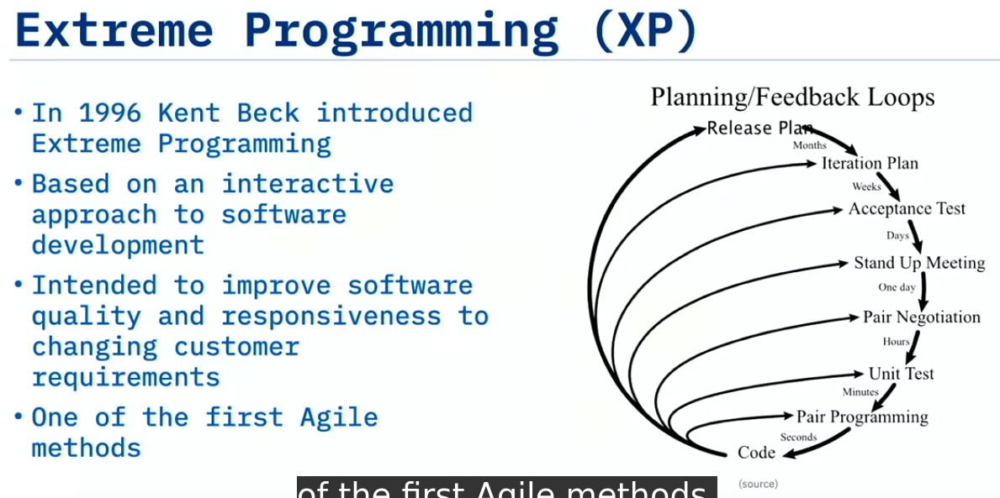 Extreme Programming (XP)
• In 1996 Kent Beck introduced
Extreme Programming
• Based on an interactive
approach to software
development
• Intended to improve software
quality and responsiveness to
changing customer
requirements
• One of the first Agile
methods
Planning/Feedback Loops
Release Plan
Months
Iteration Plan
Weeks
Acceptance Test
Days
Stand Up Meeting
One day
Pair Negotiation
Hours
Unit Test
Minutes
Pair Programming
Seconds
Code
(source)
of the first Agile methods.